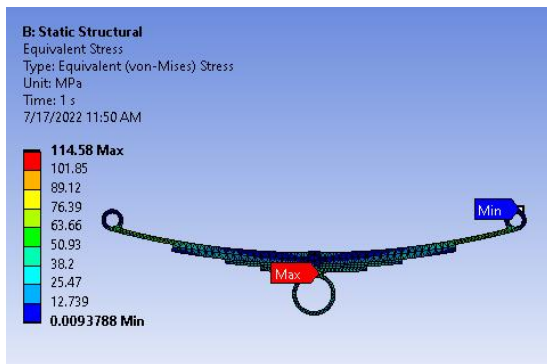 B: Static Structural
Equivalent Stress
Type: Equivalent (von-Mises) Stress
Unit: MPa
Time: 1 s
7/17/2022 11:50 AM
114.58 Max
101.85
89.12
76.39
63.66
50.93
38.2
25.47
12.739
0.0093788 Min
Min
Max